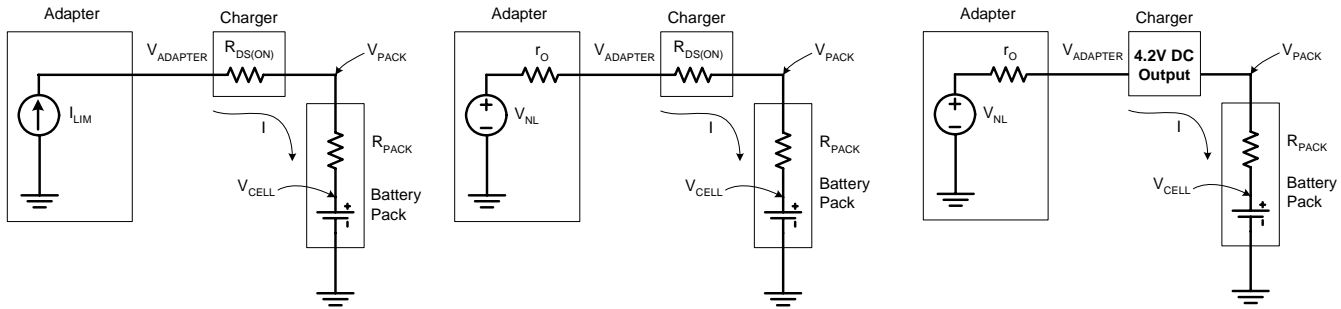 Adapter
Charger
V_ADAPTER
R_DS(ON)
V_PACK
I_LIM
I
R_PACK
V_CELL
Battery
Pack
+
Adapter
Charger
r_O
V_ADAPTER
R_DS(ON)
V_PACK
+
V_NL
−
I
R_PACK
V_CELL
Battery
Pack
+
Adapter
Charger
r_O
V_ADAPTER
4.2V DC
Output
V_PACK
+
V_NL
−
I
R_PACK
V_CELL
Battery
Pack
+